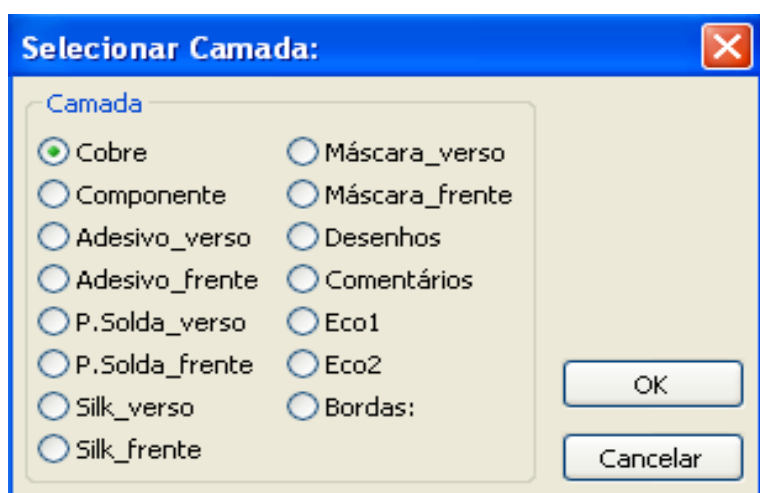 Selecionar Camada:
Camada
Cobre
Componente
Adesivo_verso
Adesivo_frente
P.Solda_verso
P.Solda_frente
Silk_verso
Silk_frente
Máscara_verso
Máscara_frente
Desenhos
Comentários
Eco1
Eco2
Bordas:
OK
Cancelar